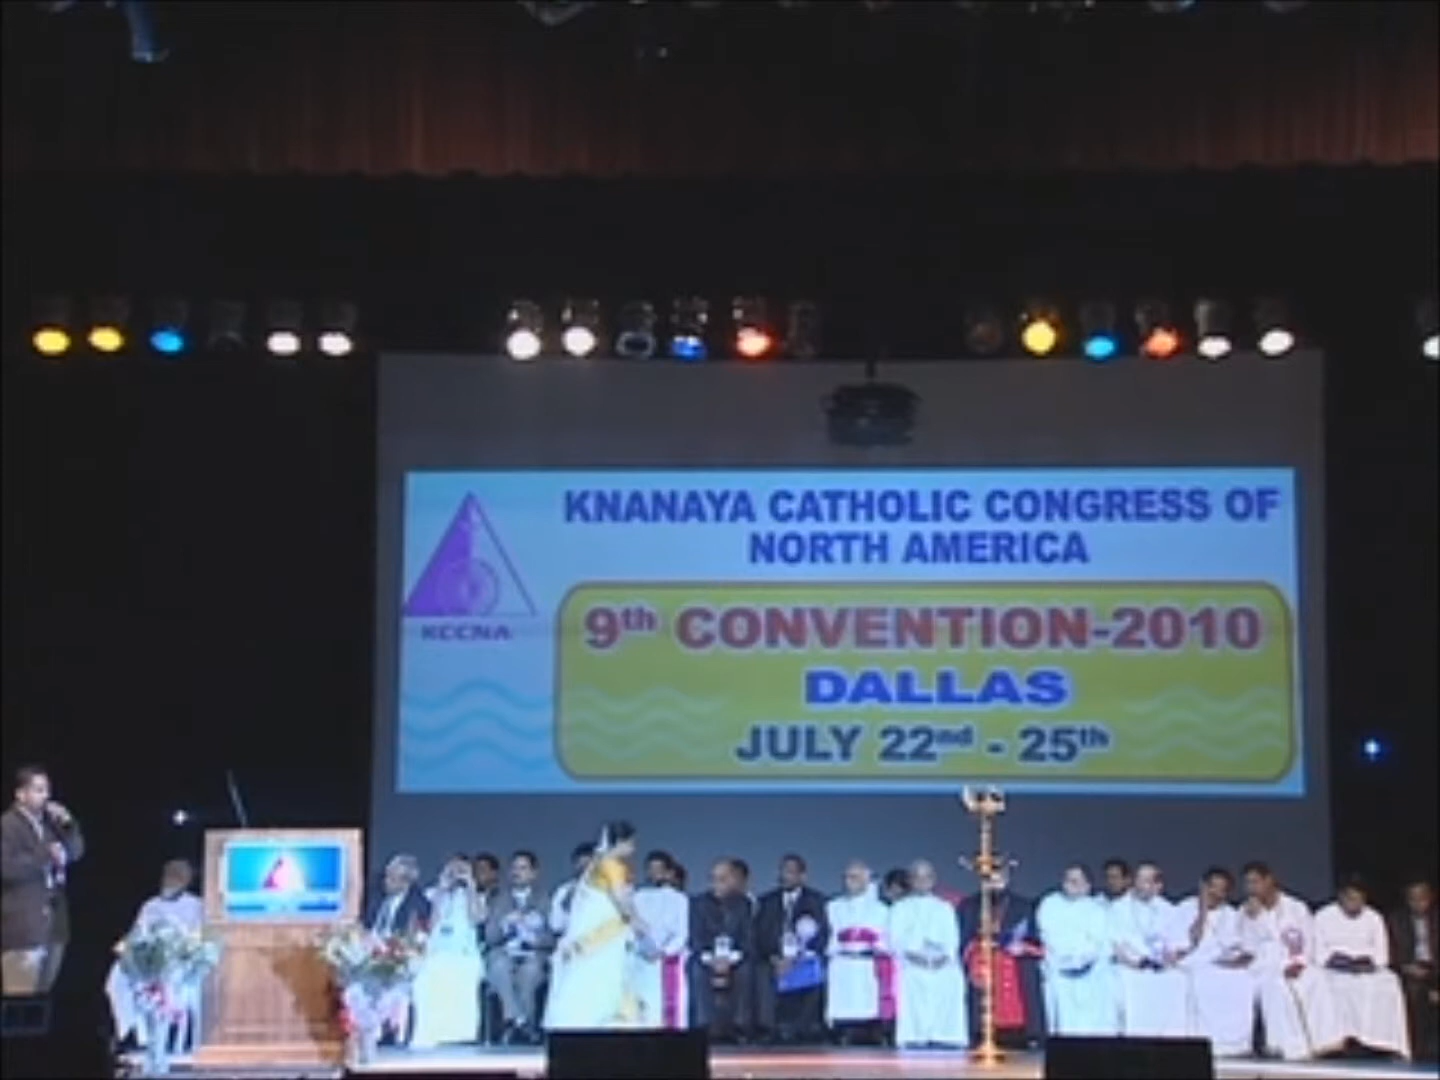 KNANAYA CATHOLIC CONGRESS OF
NORTH AMERICA
KCCNA
9th CONVENTION-2010
DALLAS
JULY 22nd - 25th